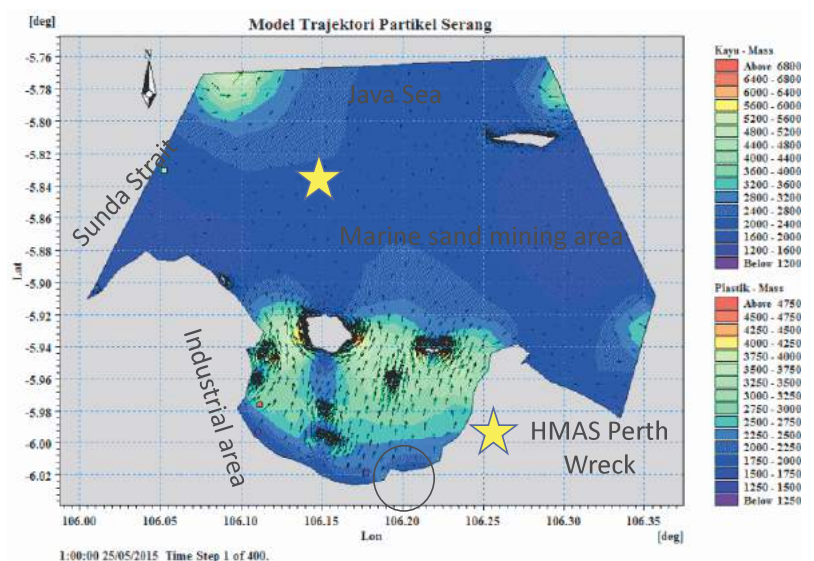 Model Trajektori Partikel Serang
[deg]
-5.76
-5.78
-5.80
-5.82
-5.84
-5.86
-5.88
-5.90
-5.92
-5.94
-5.96
-5.98
-6.00
-6.02
Lat
N
Java Sea
Sunda Strait
Marine sand mining area
Industrial area
HMAS Perth
Wreck
106.00 106.05 106.10 106.15 106.20 106.25 106.30 106.35
Lon
[deg]
1:00:00 25/05/2015 Time Step 1 of 400.
Kayu - Mass
Above 6800
6400 - 6800
6000 - 6400
5600 - 6000
5200 - 5600
4800 - 5200
4400 - 4800
4000 - 4400
3600 - 4000
3200 - 3600
2800 - 3200
2400 - 2800
2000 - 2400
1600 - 2000
1200 - 1600
Below 1200
Plastik - Mass
Above 4750
4500 - 4750
4250 - 4500
4000 - 4250
3750 - 4000
3500 - 3750
3250 - 3500
3000 - 3250
2750 - 3000
2500 - 2750
2250 - 2500
2000 - 2250
1750 - 2000
1500 - 1750
1250 - 1500
Below 1250